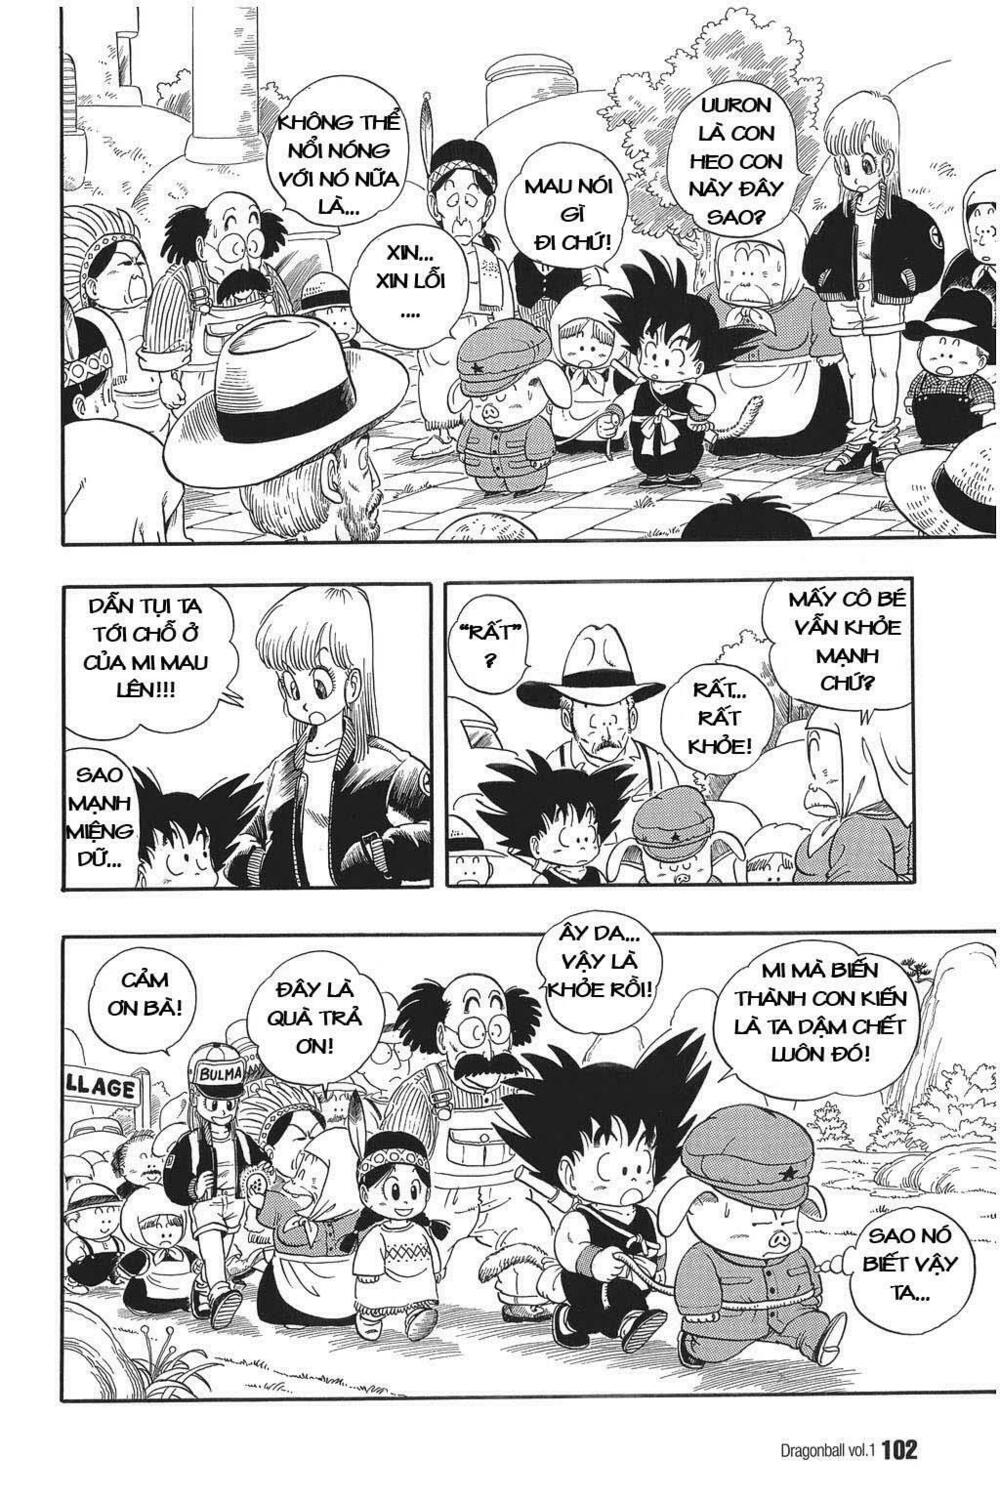 UURON
LÀ CON
HEO CON
NÀY ĐÂY
SAO?
MAU NÓI
GÌ
ĐI CHỨ!
KHÔNG THỂ
NỔI NÓNG
VỚI NÓ NỮA
LÀ...
XIN...
XIN LỖI
....
MẤY CÔ BÉ
VẪN KHỎE
MẠNH
CHỨ?
RẤT...
RẤT
KHỎE!
“RẤT”
?
DẪN TỤI TA
TỚI CHỖ Ở
CỦA MI MAU
LÊN!!!
SAO
MẠNH
MIỆNG
DỮ...
MI MÀ BIẾN
THÀNH CON KIẾN
LÀ TA DẬM CHẾT
LUÔN ĐÓ!
SAO NÓ
BIẾT VẬY
TA...
ÂY DA...
VẬY LÀ
KHỎE RỒI!
ĐÂY LÀ
QUÀ TRẢ
ƠN!
CẢM
ƠN BÀ!
LLAGE
BULMA
Dragonball vol.1 102